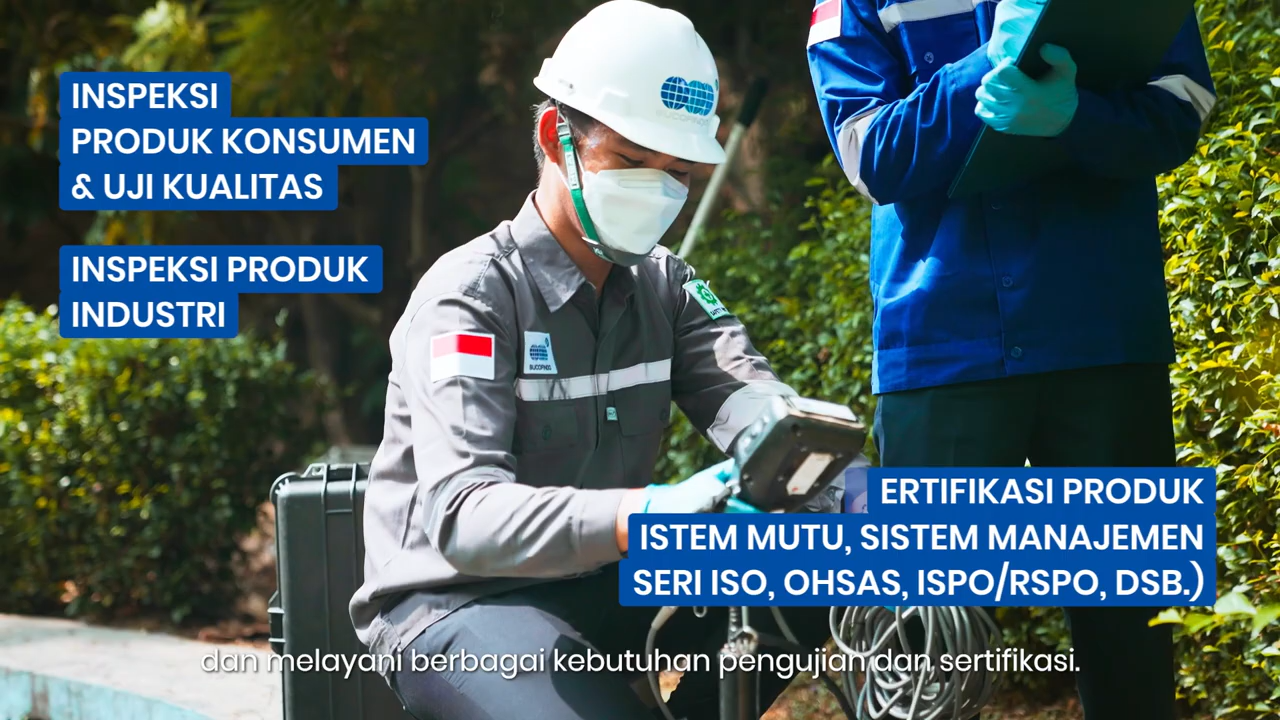 INSPEKSI
PRODUK KONSUMEN
& UJI KUALITAS
INSPEKSI PRODUK
INDUSTRI
SUCOFINDO
ERTIFIKASI PRODUK
ISTEM MUTU, SISTEM MANAJEMEN
SERI ISO, OHSAS, ISPO/RSPO, DSB.)
dan melayani berbagai kebutuhan pengujian dan sertifikasi.